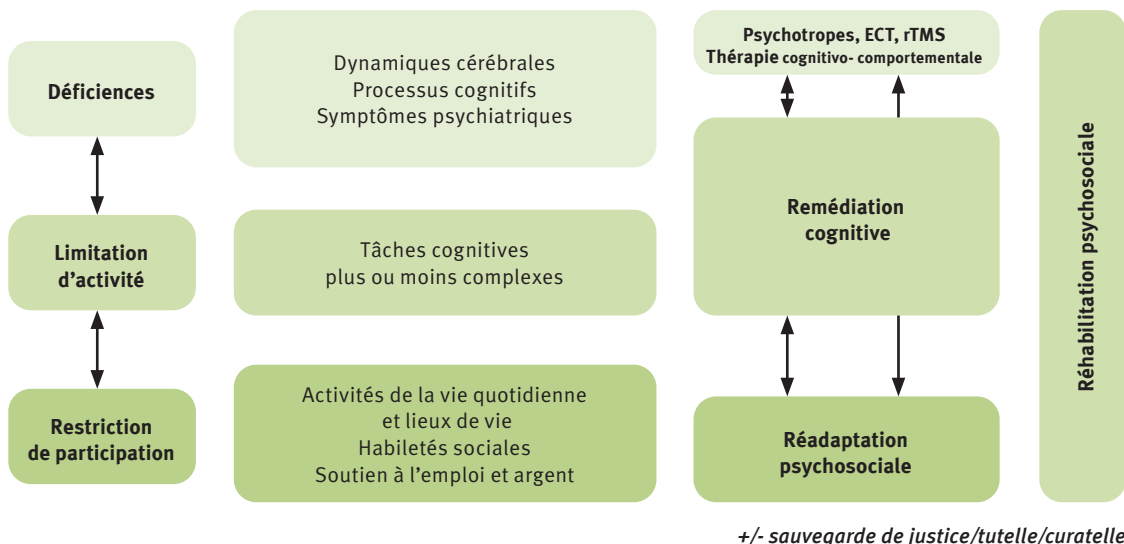 Déficiences
Dynamiques cérébrales
Processus cognitifs
Symptômes psychiatriques
Psychotropes, ECT, rTMS
Thérapie cognitivo- comportementale
Limitation
d’activité
Tâches cognitives
plus ou moins complexes
Remédiation
cognitive
Restriction
de participation
Activités de la vie quotidienne
et lieux de vie
Habiletés sociales
Soutien à l’emploi et argent
Réadaptation
psychosociale
Réhabilitation psychosociale
+/- sauvegarde de justice/tutelle/curatelle